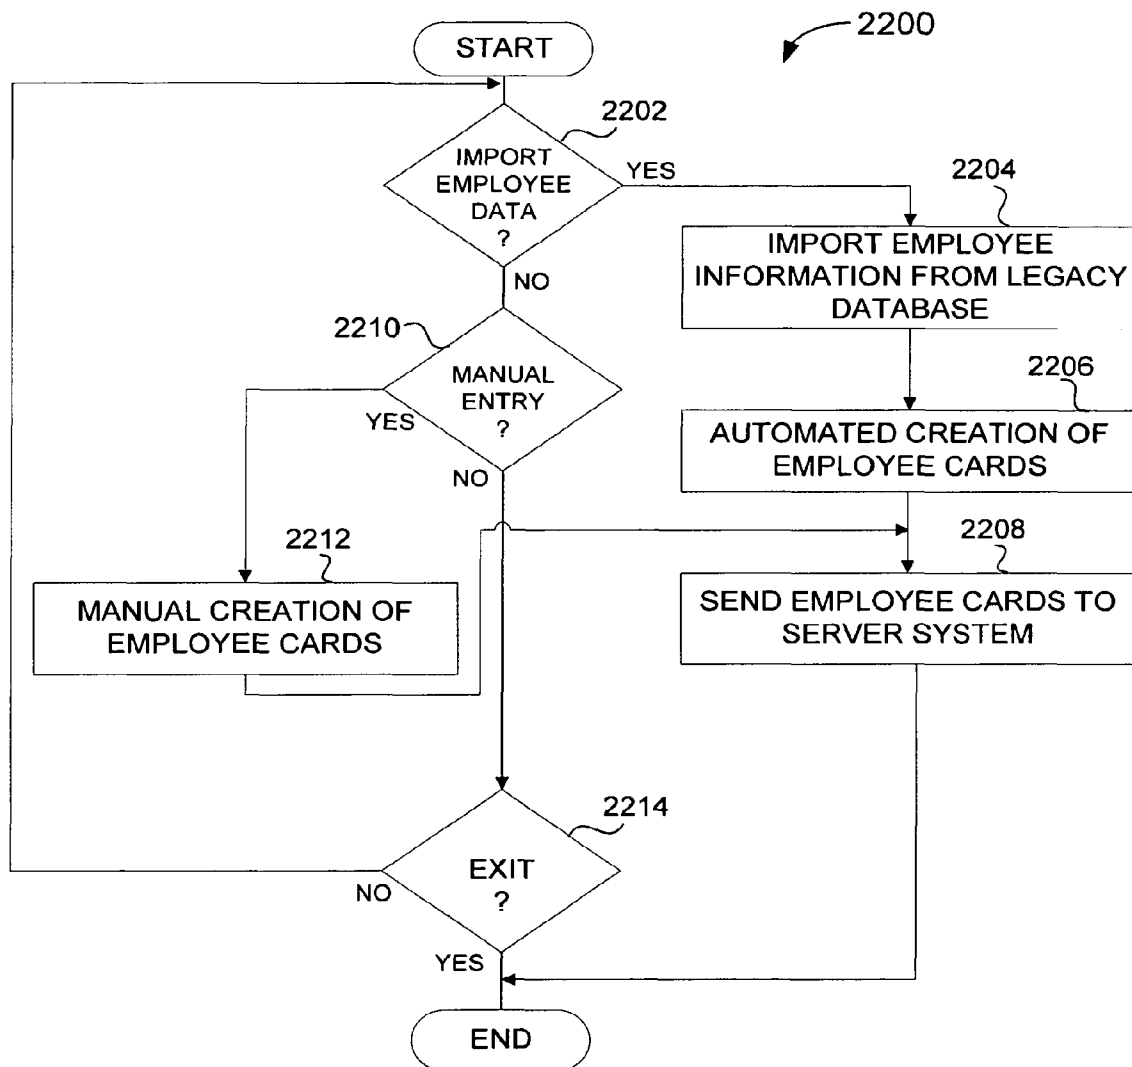 START
2200
2202
IMPORT
EMPLOYEE
DATA
?
YES
NO
2204
IMPORT EMPLOYEE
INFORMATION FROM LEGACY
DATABASE
2210
MANUAL
ENTRY
?
YES
NO
2206
AUTOMATED CREATION OF
EMPLOYEE CARDS
2212
MANUAL CREATION OF
EMPLOYEE CARDS
2208
SEND EMPLOYEE CARDS TO
SERVER SYSTEM
2214
EXIT
?
NO
YES
END